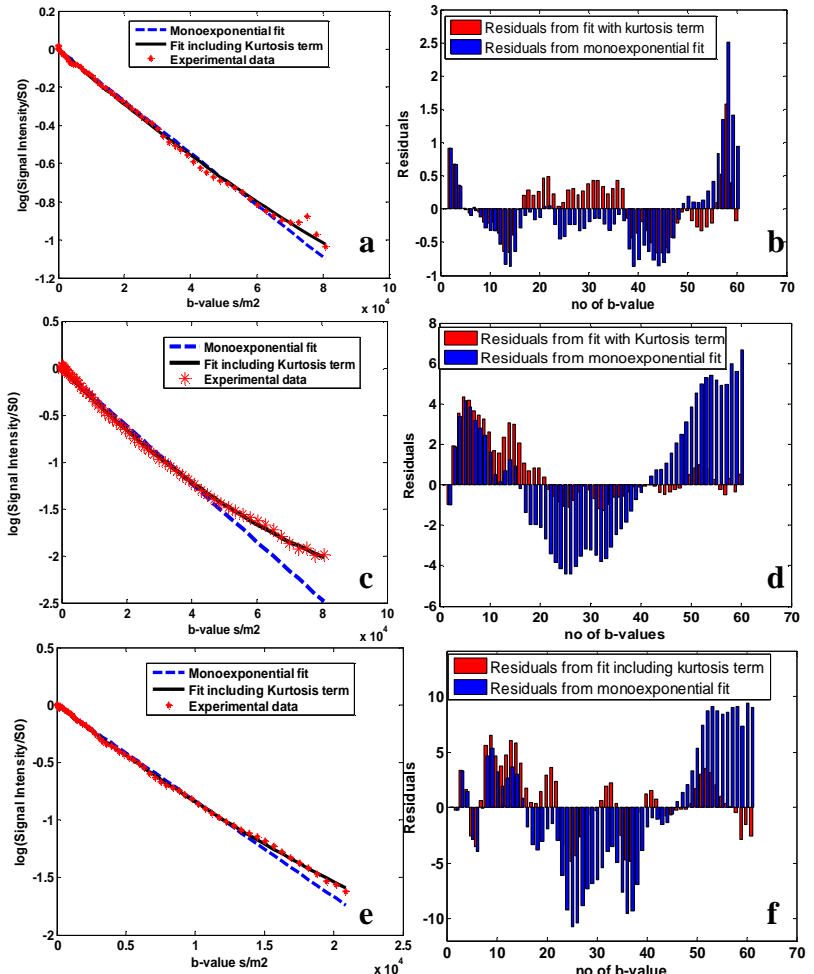 0.2
0
-0.2
-0.4
-0.6
-0.8
-1
-1.2
log(Signal Intensity/S0)
Monoexponential fit
Fit including Kurtosis term
Experimental data
a
0 2 4 6 8 10
b-value s/m2
x 10^4
3
2.5
2
1.5
1
0.5
0
-0.5
-1
Residuals
Residuals from fit with kurtosis term
Residuals from monoexponential fit
b
0 10 20 30 40 50 60 70
no of b-value
0.5
0
-0.5
-1
-1.5
-2
-2.5
log(Signal Intensity/S0)
Monoexponential fit
Fit including Kurtosis term
Experimental data
c
0 2 4 6 8 10
b-value s/m2
x 10^4
8
6
4
2
0
-2
-4
-6
Residuals
Residuals from fit with Kurtosis term
Residuals from monoexponential fit
d
0 10 20 30 40 50 60 70
no of b-values
0.5
0
-0.5
-1
-1.5
-2
log(Signal Intensity/S0)
Monoexponential fit
Fit including Kurtosis term
Experimental data
e
0 0.5 1 1.5 2 2.5
b-value s/m2
x 10^4
10
5
0
-5
-10
Residuals
Residuals from fit including kurtosis term
Residuals from monoexponential fit
f
0 10 20 30 40 50 60 70
no of b-value